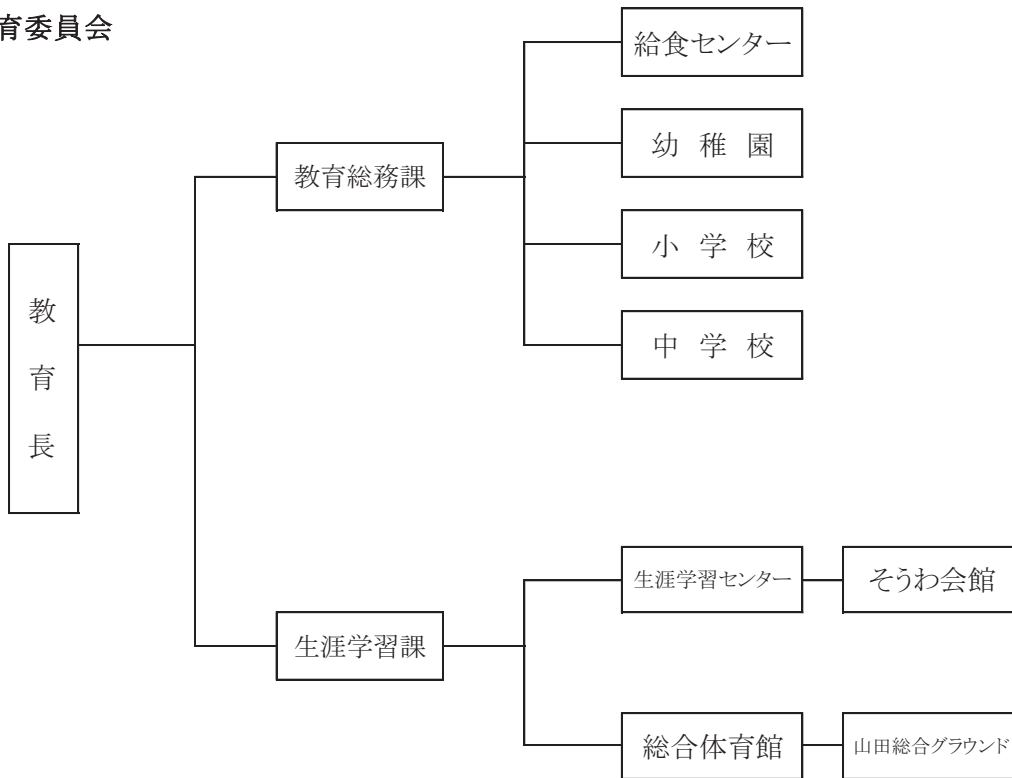 育委員会
給食センター
幼稚園
教育総務課
小学校
教育長
中学校
生涯学習センター
そうわ会館
生涯学習課
総合体育館
山田総合グラウンド